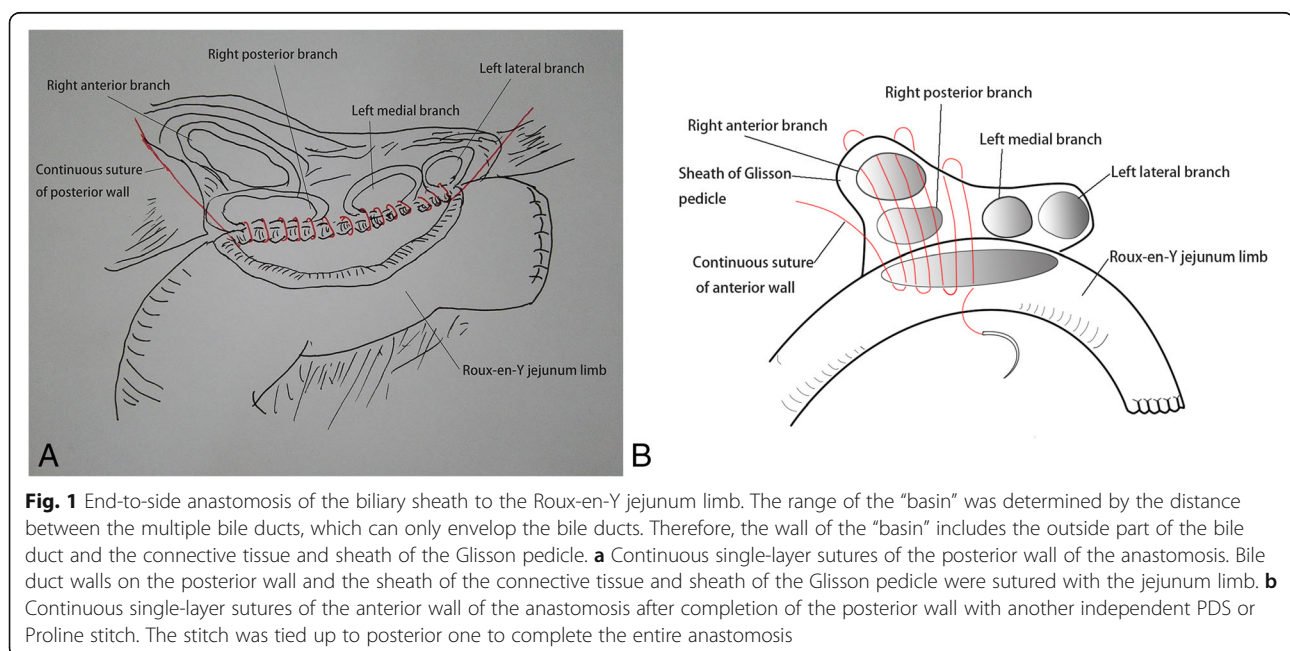 Right posterior branch
Right anterior branch
Left lateral branch
Left medial branch
Continuous suture
of posterior wall
Roux-en-Y jejunum limb
A
Right posterior branch
Right anterior branch
Left medial branch
Sheath of Glisson
pedicle
Left lateral branch
Continuous suture
of anterior wall
Roux-en-Y jejunum limb
B
Fig. 1 End-to-side anastomosis of the biliary sheath to the Roux-en-Y jejunum limb. The range of the “basin” was determined by the distance
between the multiple bile ducts, which can only envelop the bile ducts. Therefore, the wall of the “basin” includes the outside part of the bile
duct and the connective tissue and sheath of the Glisson pedicle. a Continuous single-layer sutures of the posterior wall of the anastomosis. Bile
duct walls on the posterior wall and the sheath of the connective tissue and sheath of the Glisson pedicle were sutured with the jejunum limb. b
Continuous single-layer sutures of the anterior wall of the anastomosis after completion of the posterior wall with another independent PDS or
Proline stitch. The stitch was tied up to posterior one to complete the entire anastomosis